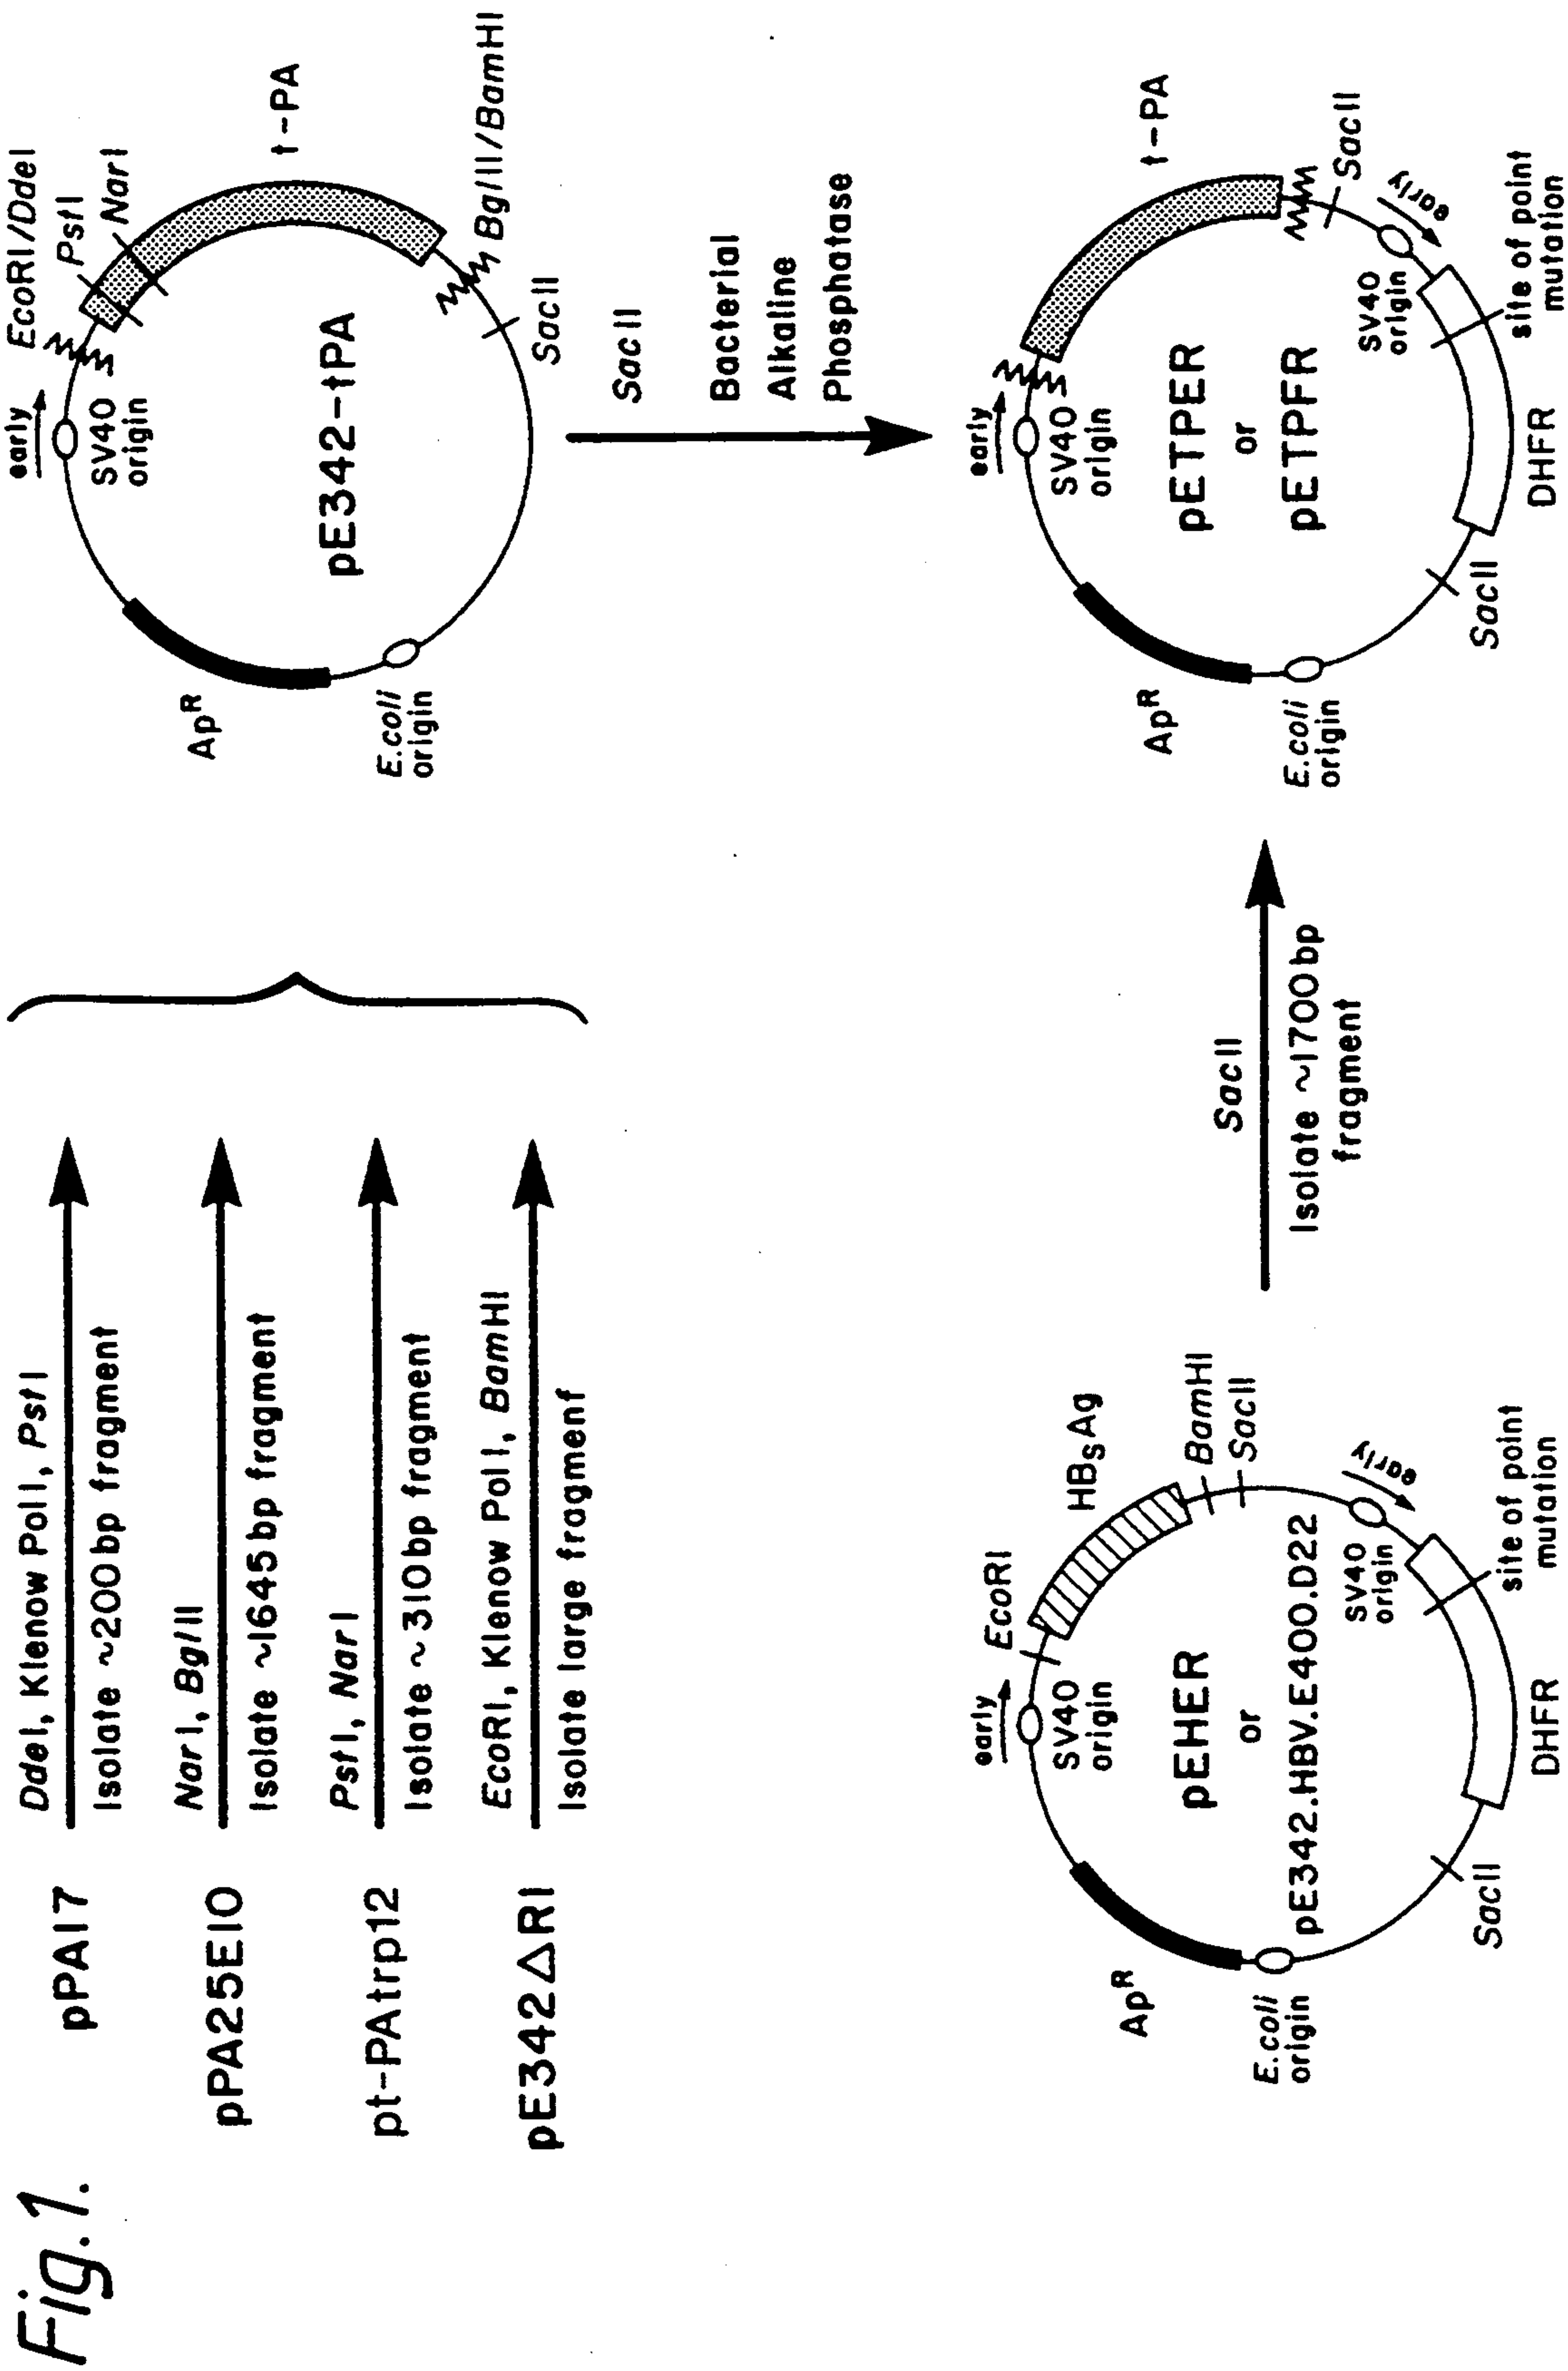 Fig.1.
pPA17
DdeI, Klenow PolI, PstI
Isolate ~200bp fragment
pPA25E10
NarI, BglII
Isolate ~1645bp fragment
pt-PAtrp12
PstI, NarI
Isolate ~310bp fragment
pE342△R1
EcoRI, Klenow PolI, BamHI
Isolate large fragment
early
SV40
origin
EcoRI/DdeI
PstI
NarI
t-PA
BglII/BamHI
SacII
E.coli
origin
ApR
pE342-tPA
SacII
Bacterial
Alkaline
Phosphatase
early
SV40
origin
EcoRI
HBsAg
BamHI
SacII
early
SV40
origin
site of point
mutation
DHFR
SacII
E.coli
origin
ApR
pEHER
or
pE342.HBV.E400.D22
SacII
Isolate ~1700bp
fragment
early
SV40
origin
t-PA
SacII
early
SV40
origin
site of point
mutation
DHFR
SacII
E.coli
origin
ApR
pETPER
or
pETPFR